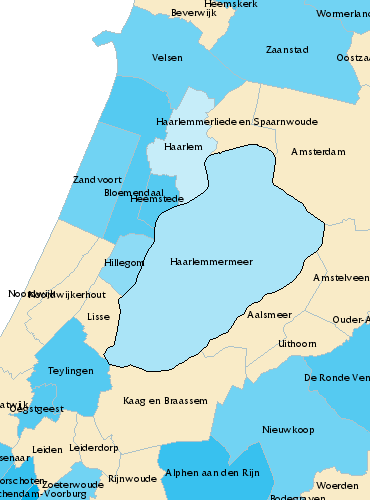 Heemskerk
Beverwijk
Wormerland
Zaanstad
Velsen
Oostza
Haarlemmerliede en Spaarnwoude
Haarlem
Amsterdam
Zandvoort
Bloemendaal
Heemstede
Hillegom
Haarlemmermeer
Amstelveen
Noordwijk
Noordwijkerhout
Lisse
Aalsmeer
Ouder-A
Uithoorn
Teylingen
De Ronde Ven
Kaag en Braassem
atwijk
Oegstgeest
Nieuwkoop
Leiden
Leiderdorp
senaar
Alphen aan den Rijn
Rijnwoude
oorschoten
Zoeterwoude
Woerden
chendam-Voorburg
Bodegraven